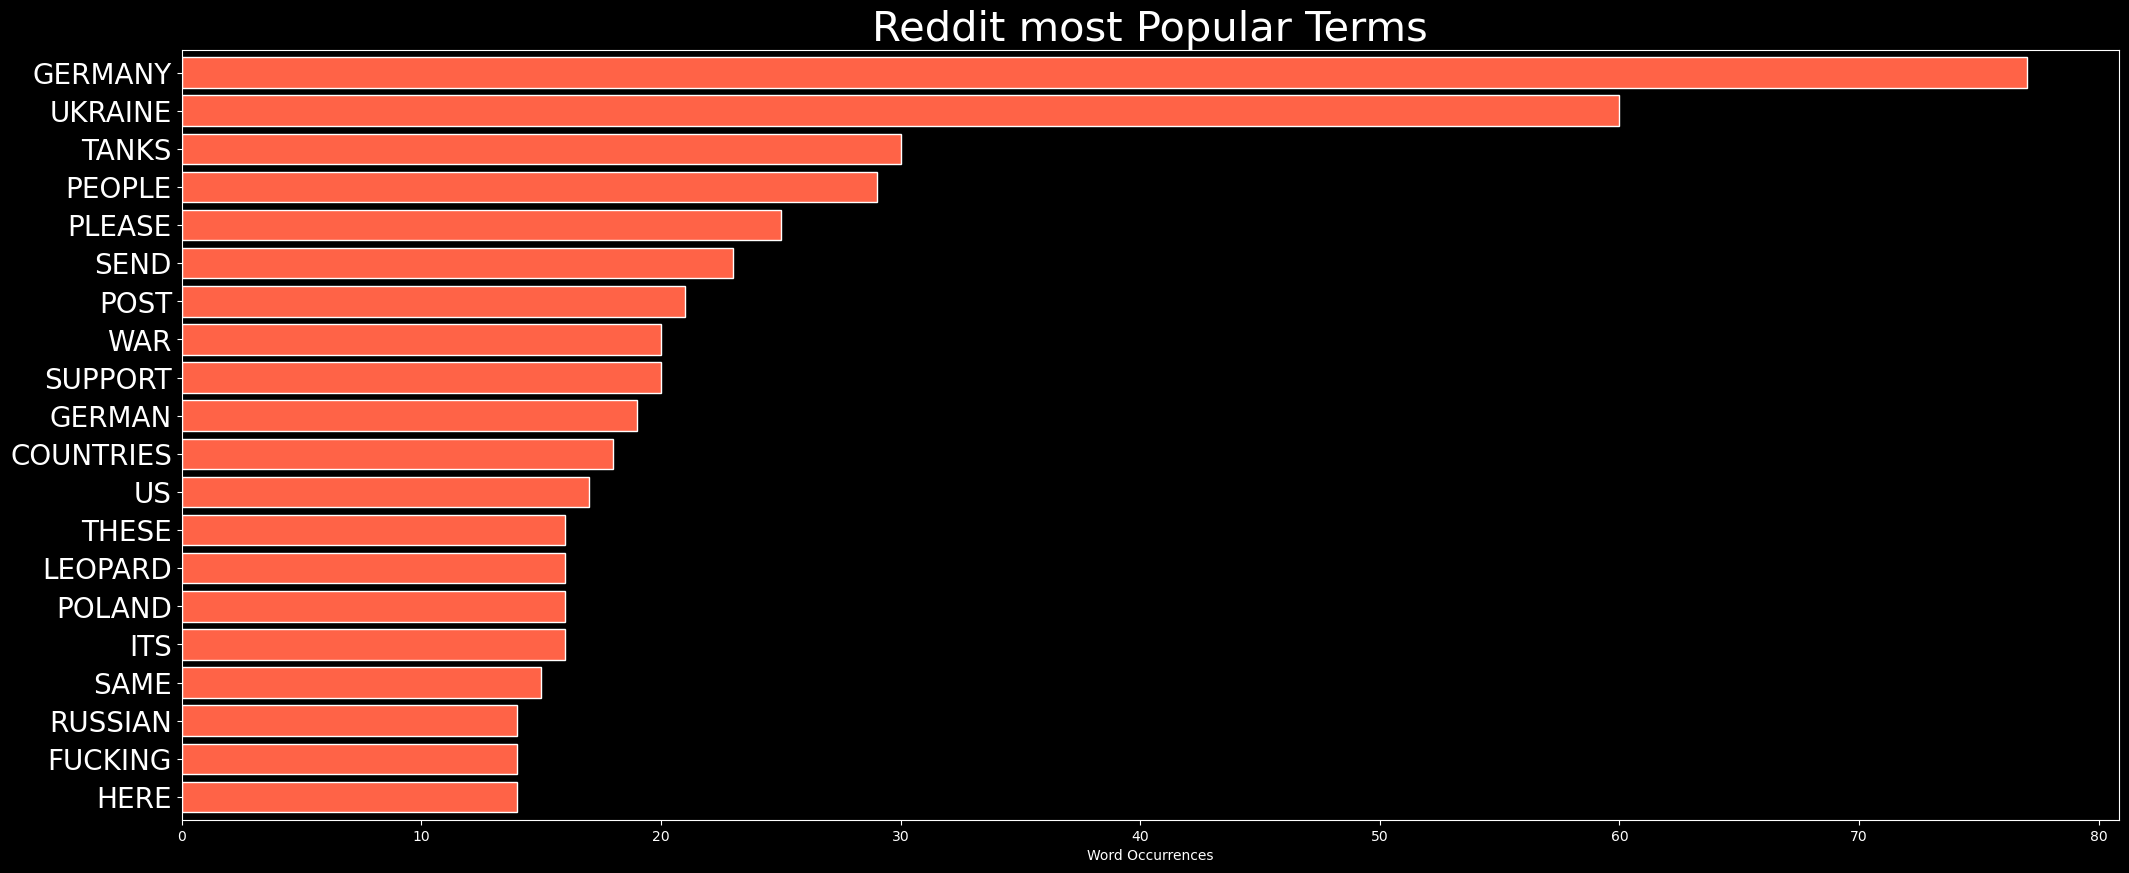 Reddit most Popular Terms
GERMANY
UKRAINE
TANKS
PEOPLE
PLEASE
SEND
POST
WAR
SUPPORT
GERMAN
COUNTRIES
US
THESE
LEOPARD
POLAND
ITS
SAME
RUSSIAN
FUCKING
HERE
0 10 20 30 40 50 60 70 80
Word Occurrences